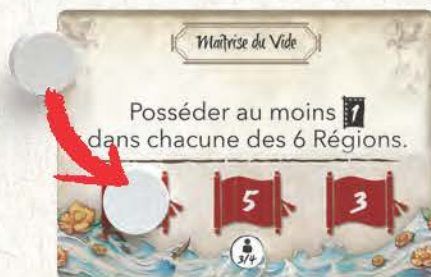 Maîtrise du Vide
Posséder au moins 1
dans chacune des 6 Régions.
5
3
3/4